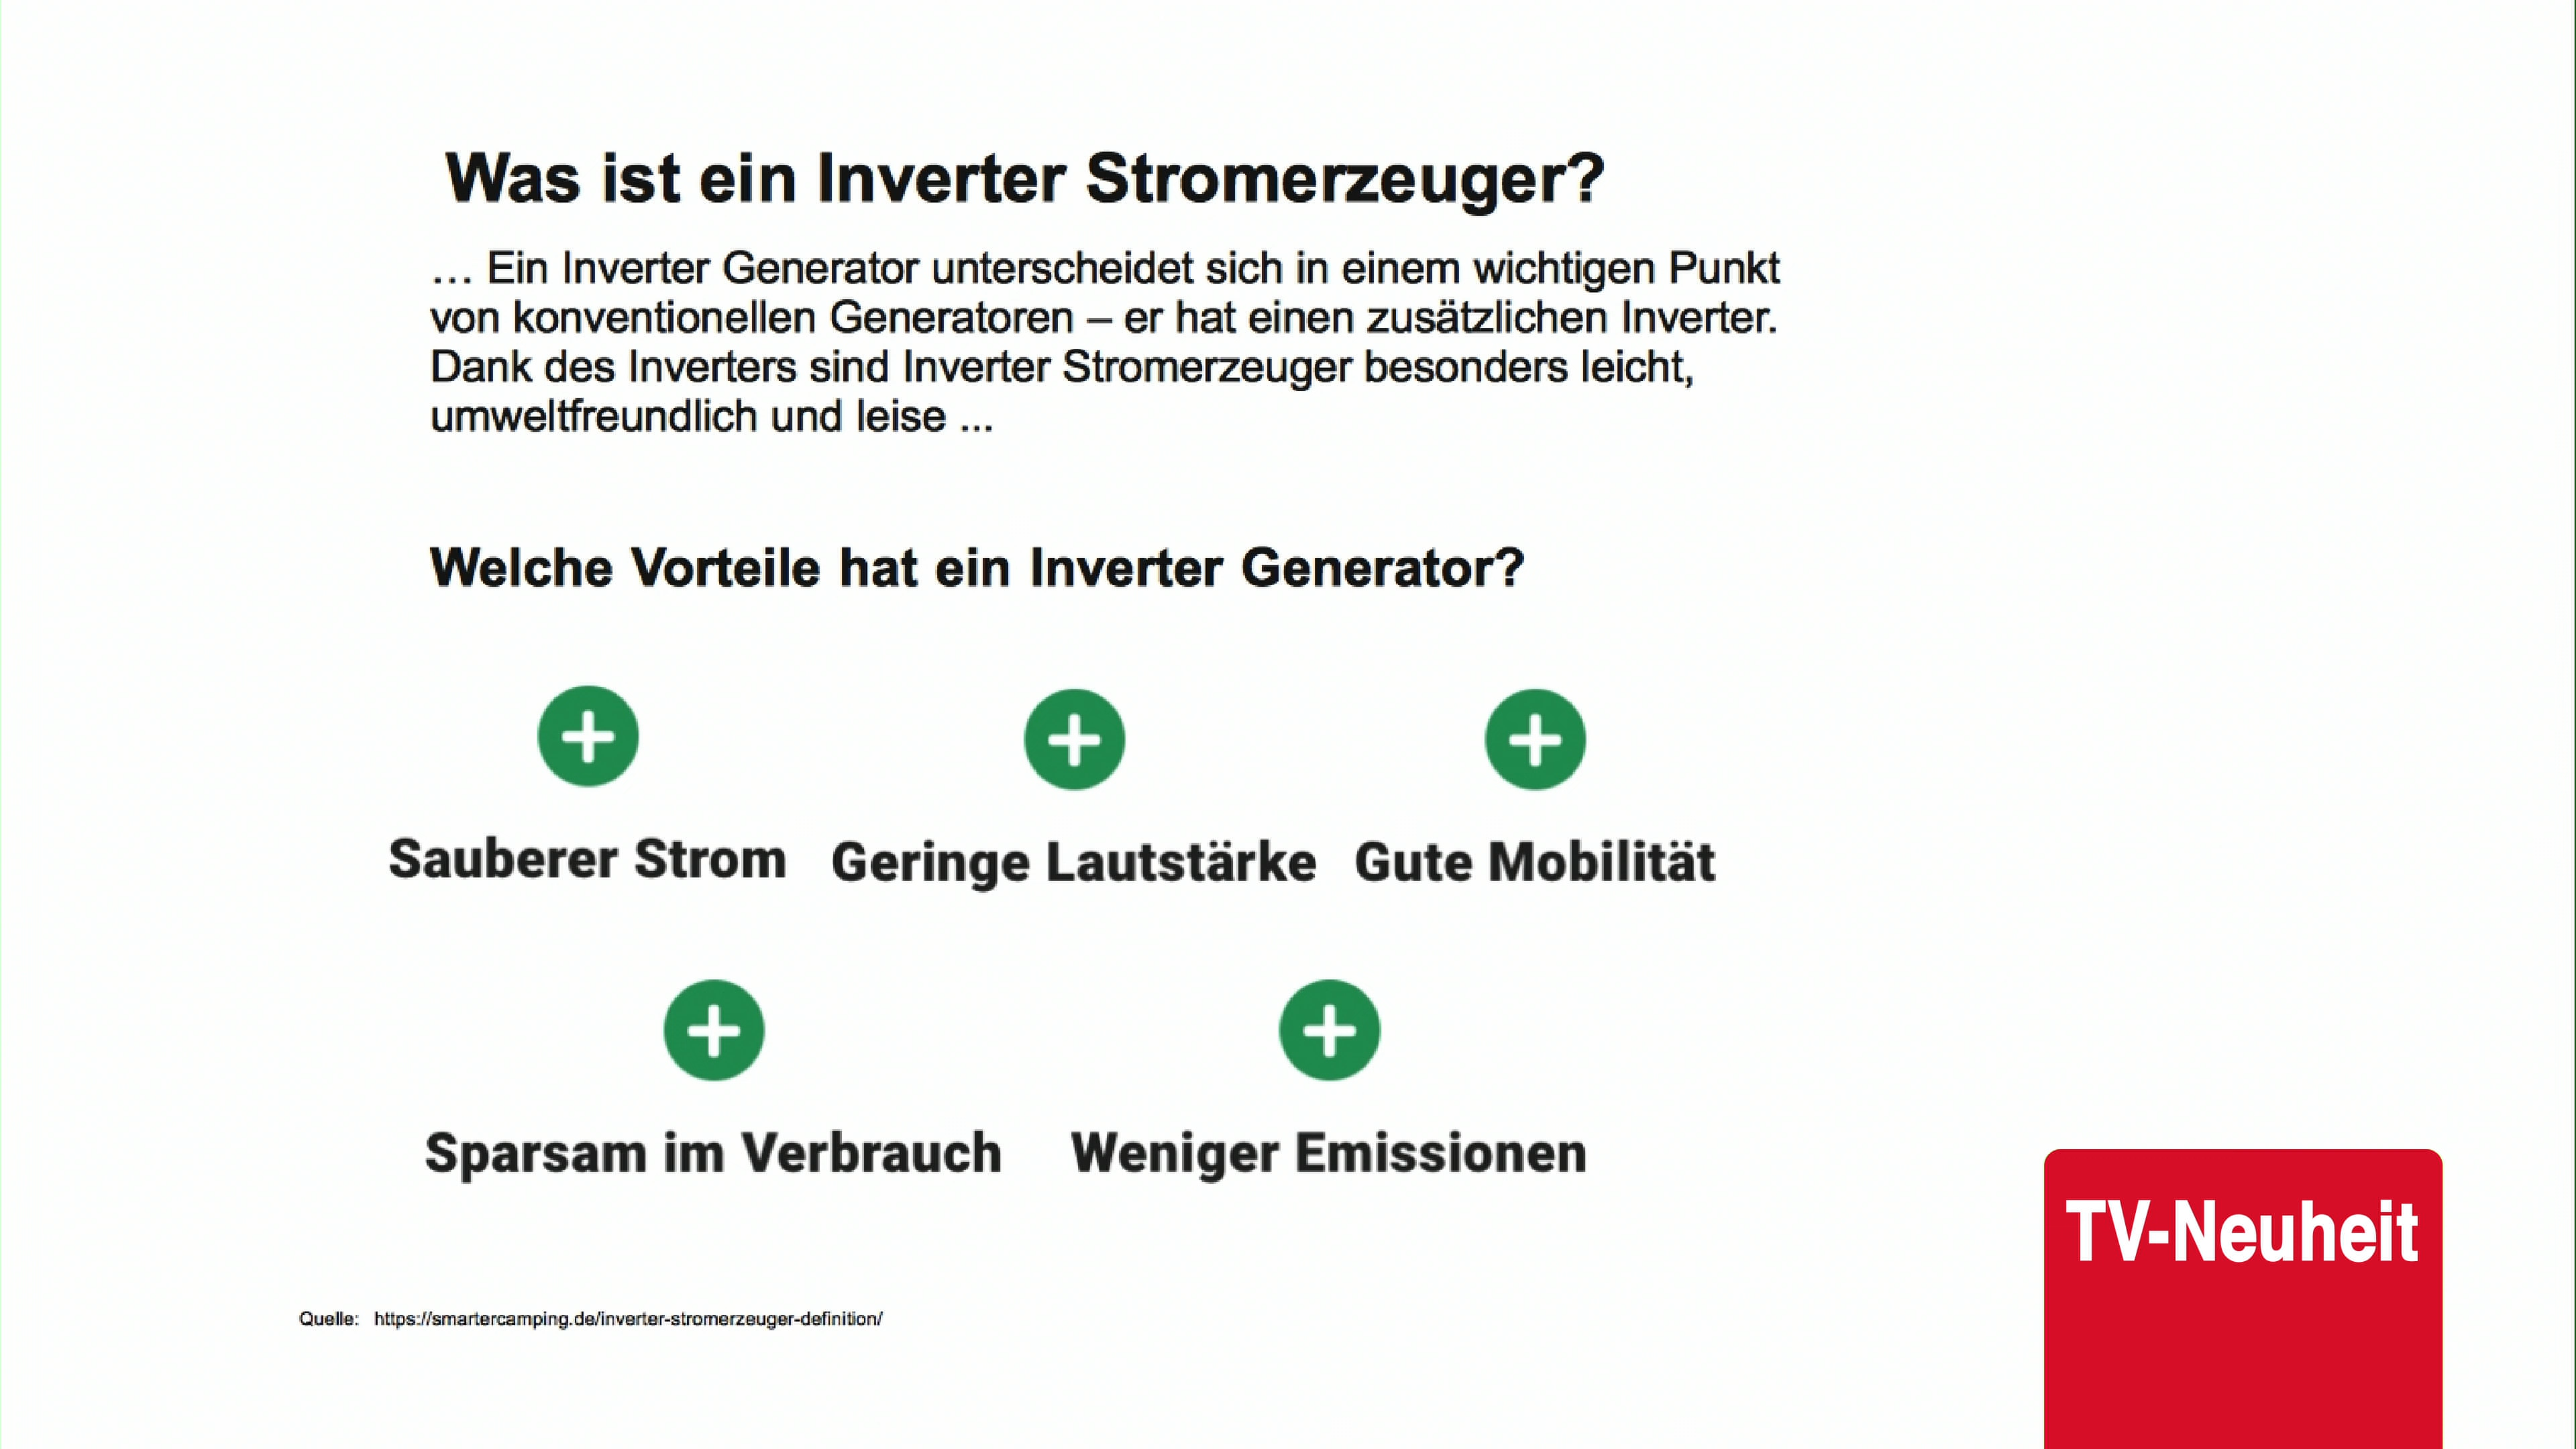 Was ist ein Inverter Stromerzeuger?
… Ein Inverter Generator unterscheidet sich in einem wichtigen Punkt
von konventionellen Generatoren – er hat einen zusätzlichen Inverter.
Dank des Inverters sind Inverter Stromerzeuger besonders leicht,
umweltfreundlich und leise ...
Welche Vorteile hat ein Inverter Generator?
Sauberer Strom Geringe Lautstärke Gute Mobilität
Sparsam im Verbrauch Weniger Emissionen
TV-Neuheit
Quelle: https://smartercamping.de/inverter-stromerzeuger-definition/